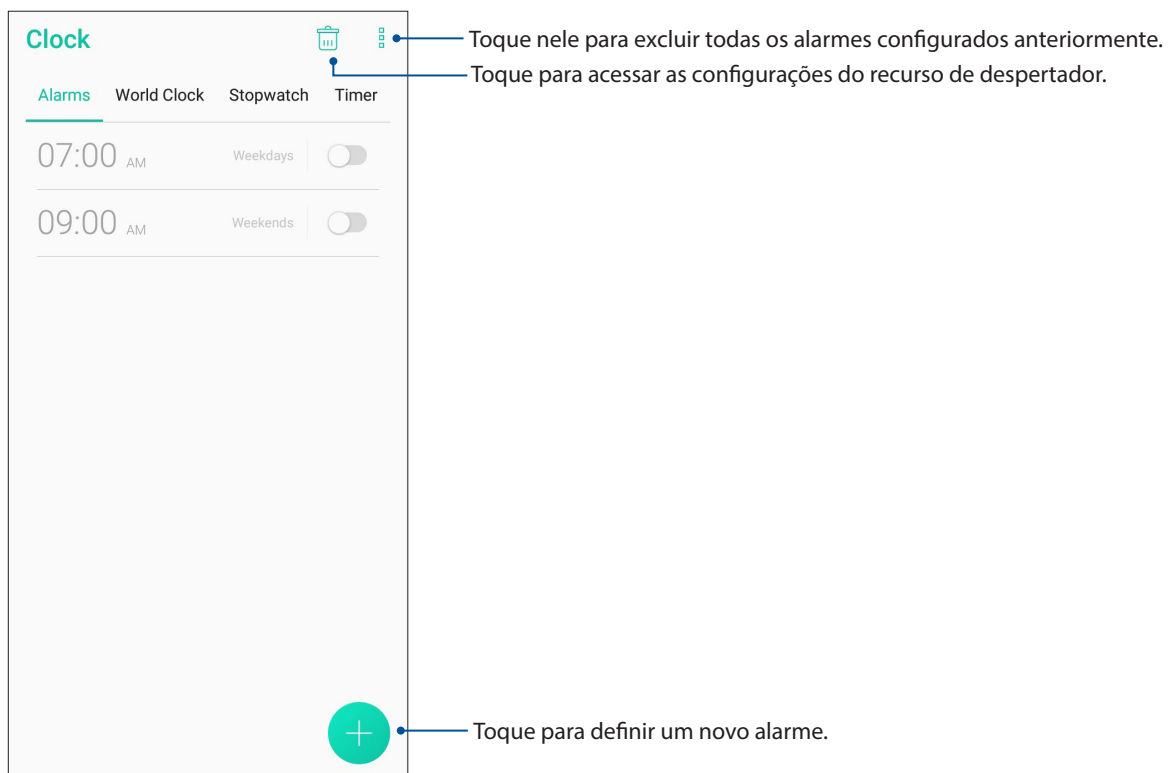 Clock
Toque nele para excluir todas os alarmes configurados anteriormente.
Toque para acessar as configurações do recurso de despertador.
Alarms World Clock Stopwatch Timer
07:00 AM Weekdays
09:00 AM Weekends
Toque para definir um novo alarme.